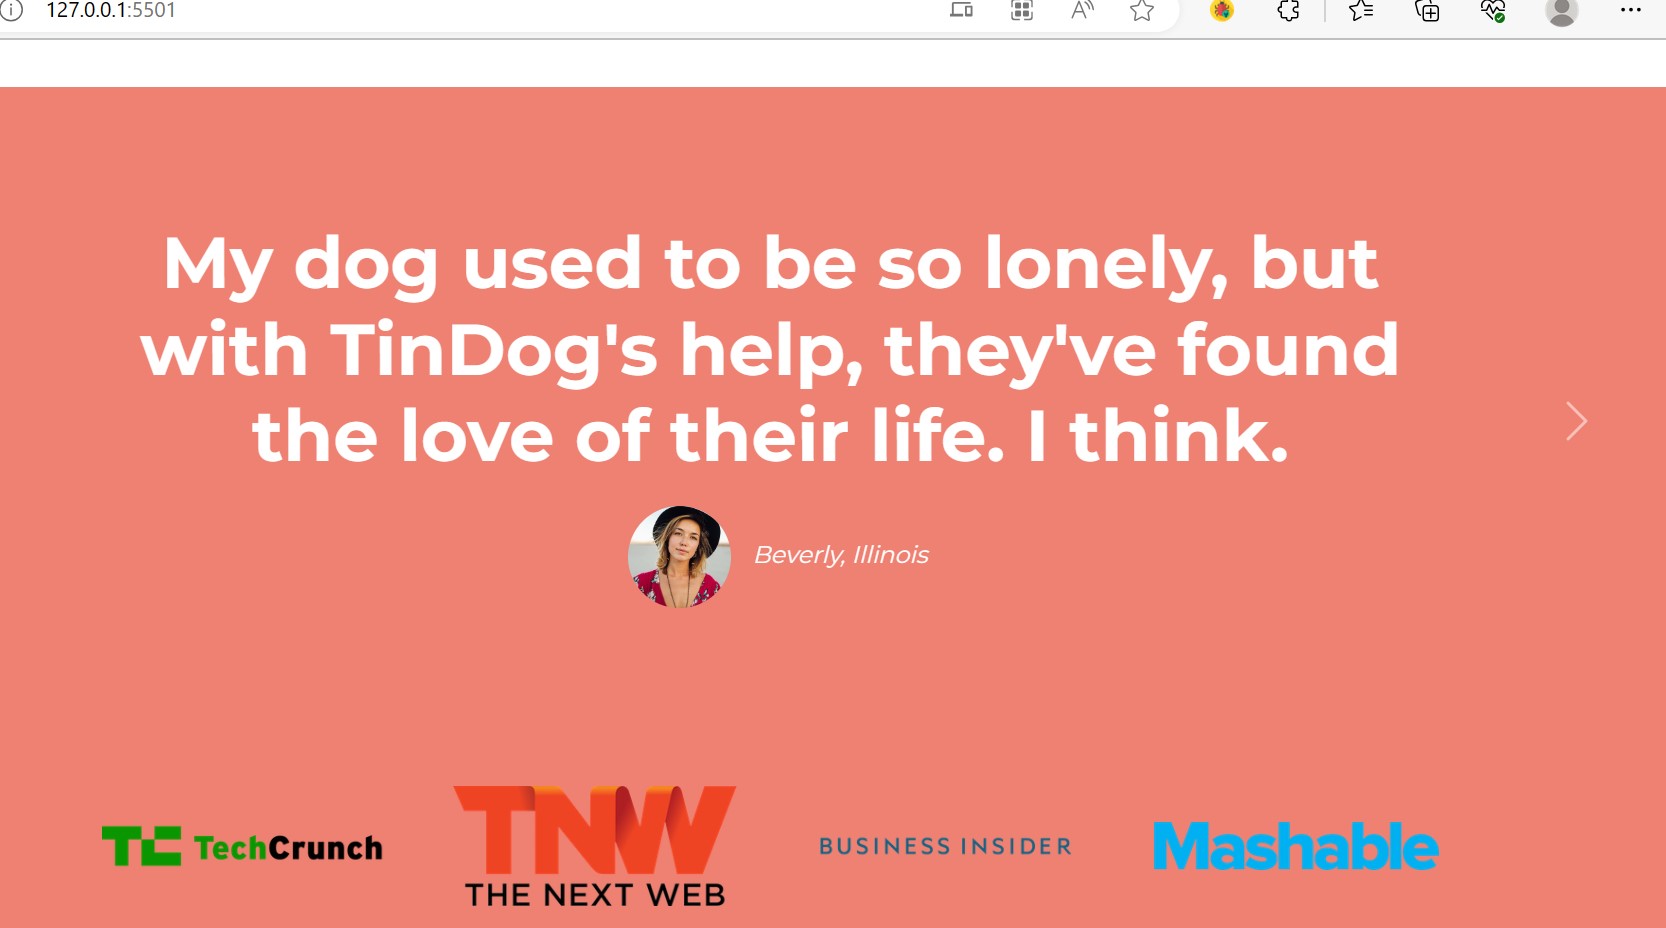 127.0.0.1:5501
My dog used to be so lonely, but
with TinDog's help, they've found
the love of their life. I think.
Beverly, Illinois
TC TechCrunch
TNW
THE NEXT WEB
BUSINESS INSIDER
Mashable